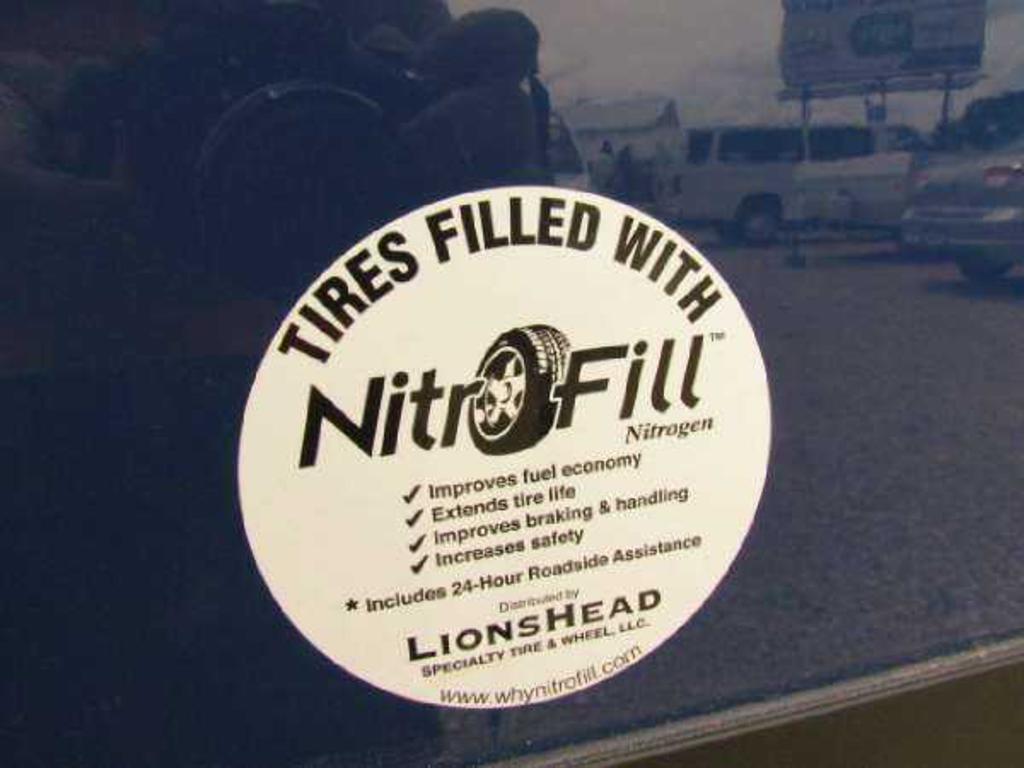 TIRES FILLED WITH
NitroFill™
Nitrogen
✓ Improves fuel economy
✓ Extends tire life
✓ Improves braking & handling
✓ Increases safety
* Includes 24-Hour Roadside Assistance
Distributed by
LIONSHEAD
SPECIALTY TIRE & WHEEL, LLC.
www.whynitrofill.com